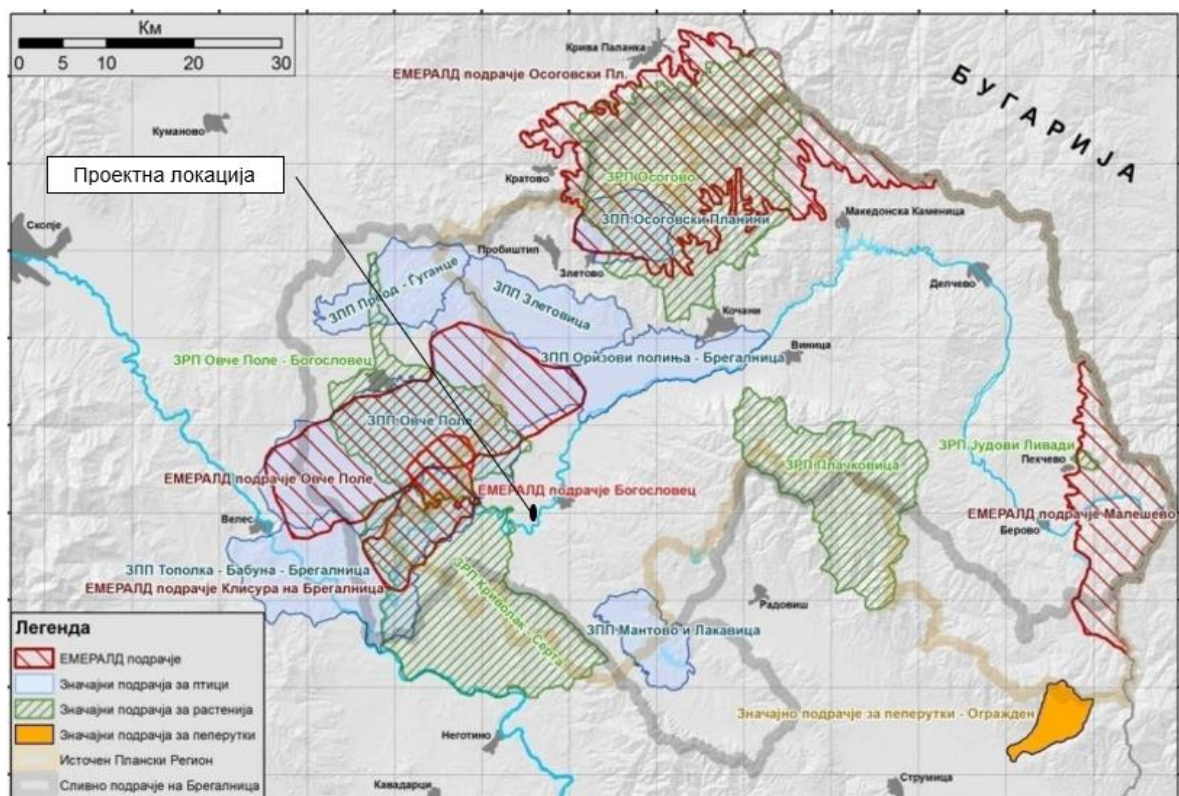 Км
0 5 10 20 30
Крива Паланка
ЕМЕРАЛД подрачје Осоговски Пл.
БУГАРИЈА
Куманово
Проектна локација
Кратово
ЗРП Осогово
Скопје
ЗПП Осоговски Планини
Македонска Каменица
Пробиштип
Злетово
Делчево
ЗПП Претод - Ѓуганце
ЗПП Злетовица
Кочани
Виница
ЗРП Овче Поле - Богословец
ЗПП Оризови полиња - Брегалница
ЗПП Овче Поле
ЗРП Јудови Ливади
Пехчево
ЗРП Плачковица
ЕМЕРАЛД подрачје Овче Поле
ЕМЕРАЛД подрачје Богословец
ЕМЕРАЛД подрачје Малешево
Велес
Берово
ЗПП Тополка - Бабуна - Брегалница
ЕМЕРАЛД подрачје Клисура на Брегалница
ЗРП Криволак - Серта
Радовиш
ЗПП Мантово и Лакавица
Легенда
ЕМЕРАЛД подрачје
Значајни подрачја за птици
Значајни подрачја за растенија
Значајни подрачја за пеперутки
Источен Плански Регион
Сливно подрачје на Брегалница
Значајно подрачје за пеперутки - Огражден
Неготино
Кавадарци
Струмица